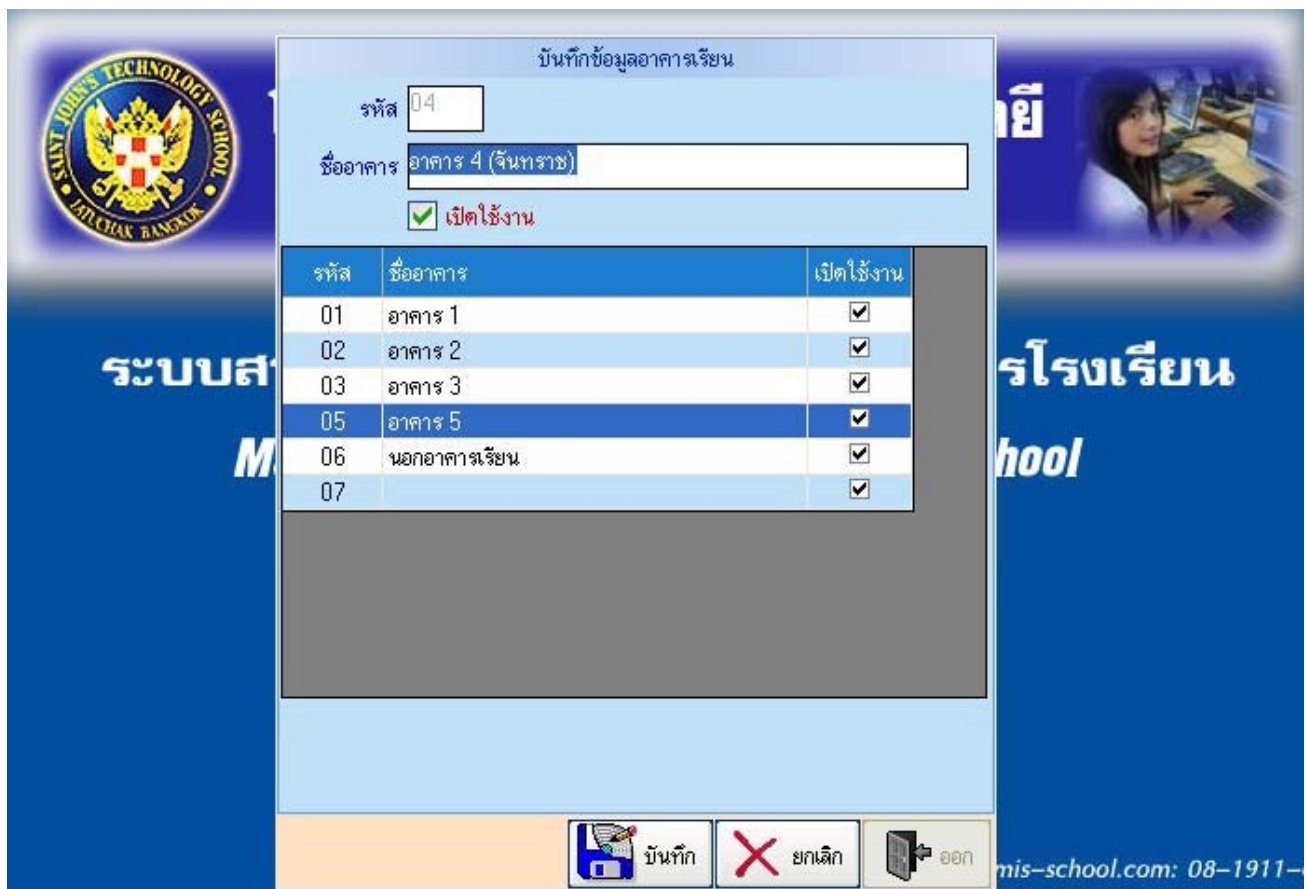 SAINT JOHN'S TECHNOLOGY SCHOOL
JATUCHAK BANGKOK
บันทึกข้อมูลอาคารเรียน
รหัส 04
ชื่ออาคาร อาคาร 4 (จันทราช)
เปิดใช้งาน
รหัส ชื่ออาคาร เปิดใช้งาน
01 อาคาร 1
02 อาคาร 2
03 อาคาร 3
05 อาคาร 5
06 นอกอาคารเรียน
07
ระบบส รโรงเรียน
M hool
บันทึก ยกเลิก ออก
mis-school.com: 08-1911-